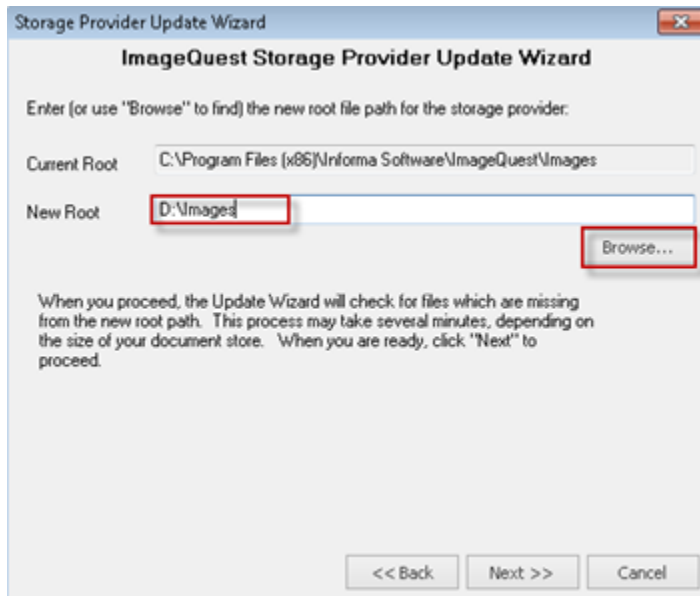 Storage Provider Update Wizard
ImageQuest Storage Provider Update Wizard
Enter (or use "Browse" to find) the new root file path for the storage provider:
Current Root C:\Program Files (x86)\Informa Software\ImageQuest\Images
New Root D:\Images
Browse...
When you proceed, the Update Wizard will check for files which are missing
from the new root path. This process may take several minutes, depending on
the size of your document store. When you are ready, click "Next" to
proceed.
<< Back Next >> Cancel